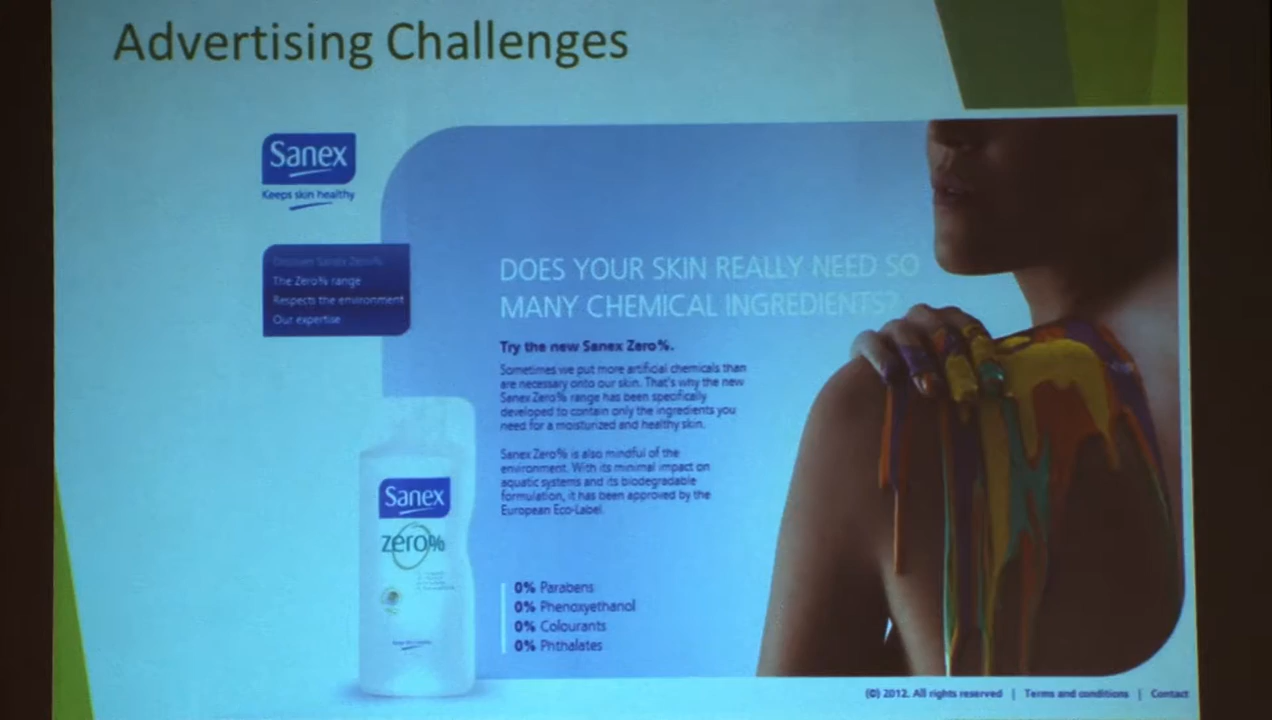 Advertising Challenges
Sanex
Keeps skin healthy
Discover Sanex Zero%
The Zero% range
Respects the environment
Our expertise
DOES YOUR SKIN REALLY NEED SO
MANY CHEMICAL INGREDIENTS?
Try the new Sanex Zero%.
Sometimes we put more artificial chemicals than
are necessary onto our skin. That's why the new
Sanex Zero% range has been specifically
developed to contain only the ingredients you
need for a moisturized and healthy skin.
Sanex Zero% is also mindful of the
environment. With its minimal impact on
aquatic systems and its biodegradable
formulation, it has been approved by the
European Eco-Label.
Sanex
zero%
0% Parabens
0% Phenoxyethanol
0% Colourants
0% Phthalates
(©) 2012. All rights reserved | Terms and conditions | Contact